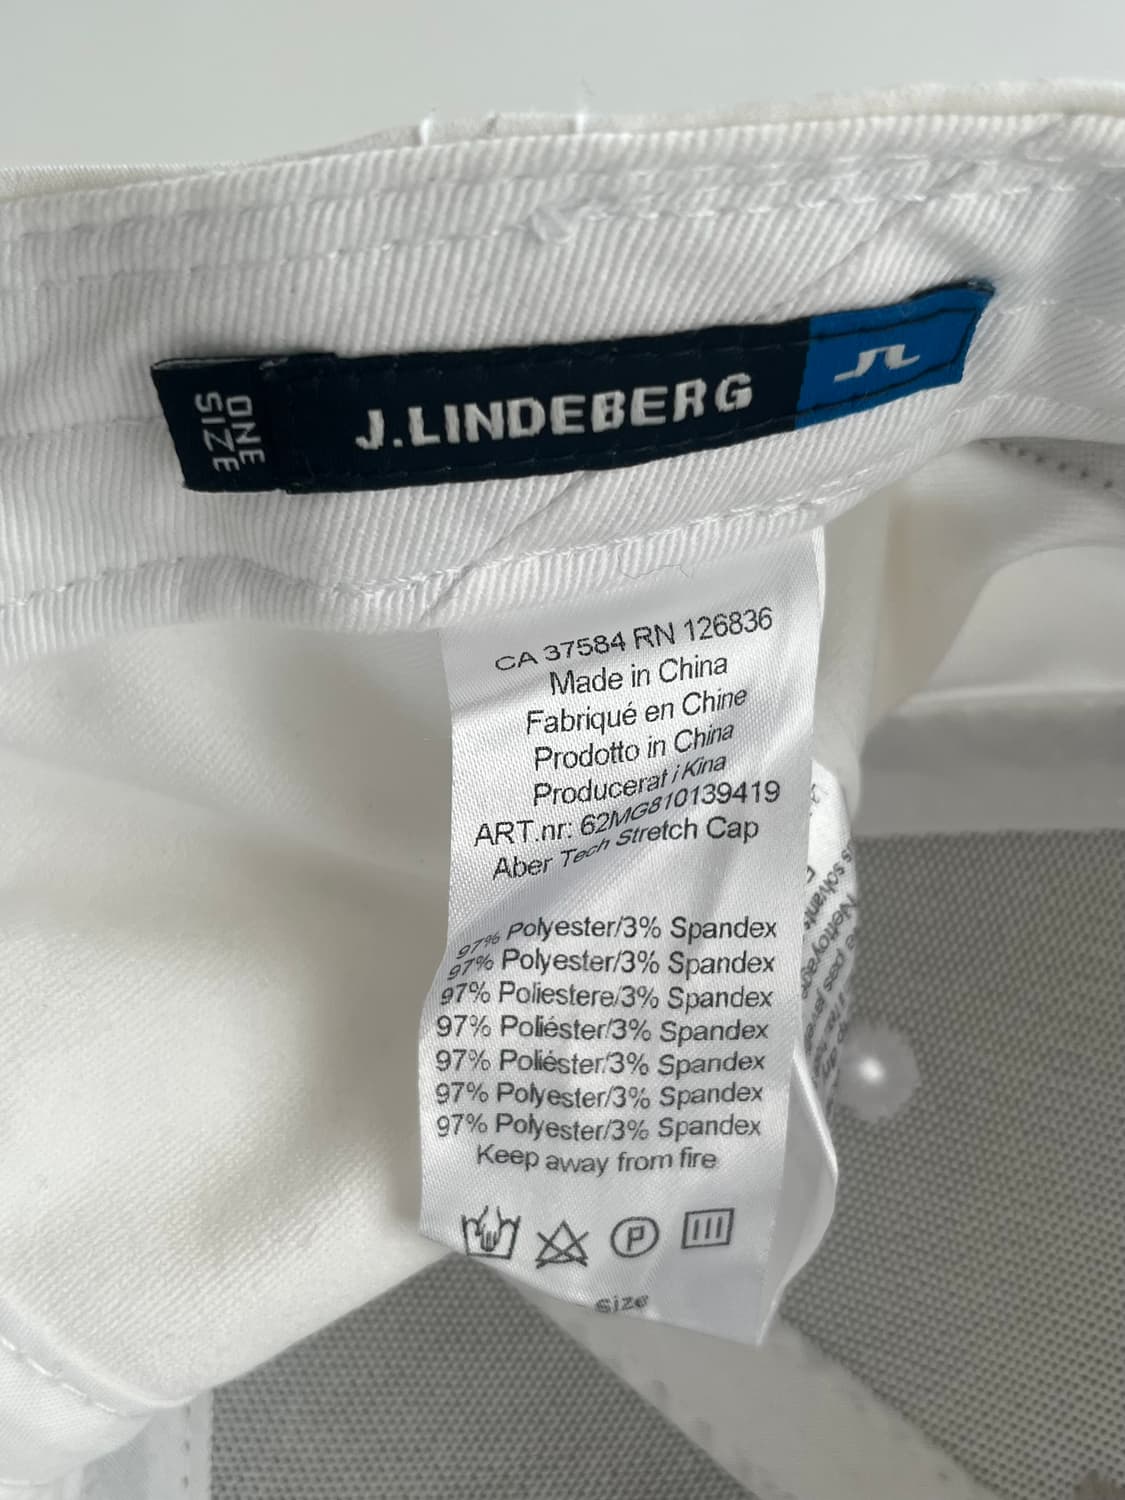 ONE
SIZE
J.LINDEBERG
CA 37584 RN 126836
Made in China
Fabriqué en Chine
Prodotto in China
Producerat i Kina
ART.nr: 62MG810139419
Aber Tech Stretch Cap
97% Polyester/3% Spandex
97% Polyester/3% Spandex
97% Poliestere/3% Spandex
97% Poliéster/3% Spandex
97% Poliéster/3% Spandex
97% Polyester/3% Spandex
97% Polyester/3% Spandex
Keep away from fire
P
Size
solvants
Nettoyage
pas